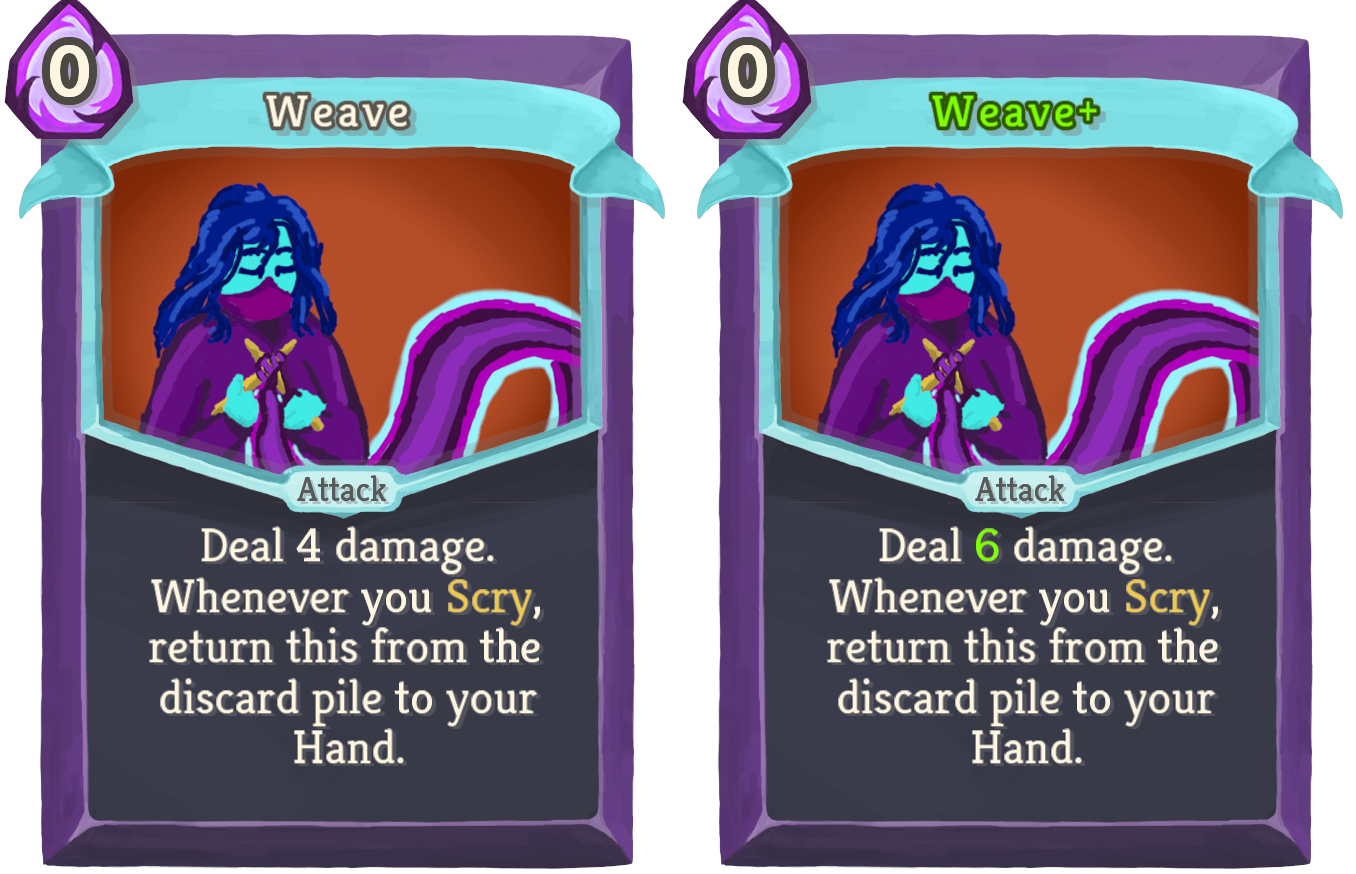 0
Weave
Attack
Deal 4 damage.
Whenever you Scry,
return this from the
discard pile to your
Hand.
0
Weave+
Attack
Deal 6 damage.
Whenever you Scry,
return this from the
discard pile to your
Hand.